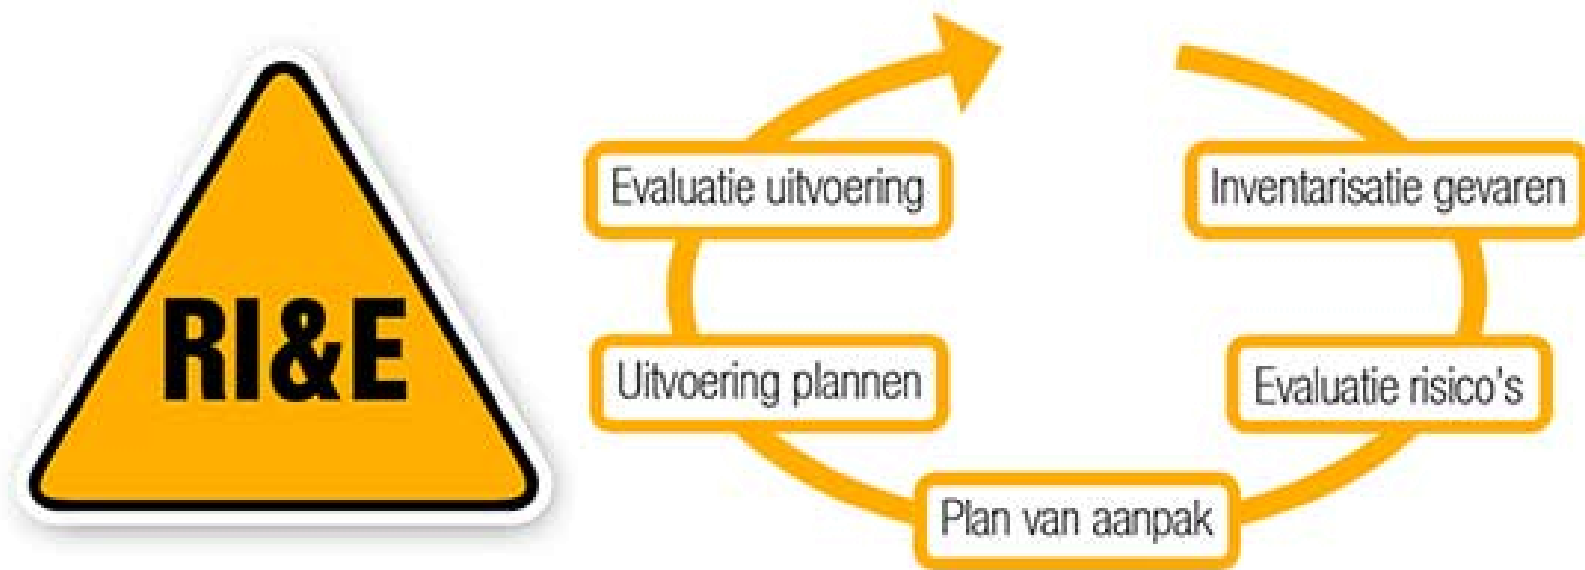 RI&E
Inventarisatie gevaren
Evaluatie risico's
Plan van aanpak
Uitvoering plannen
Evaluatie uitvoering